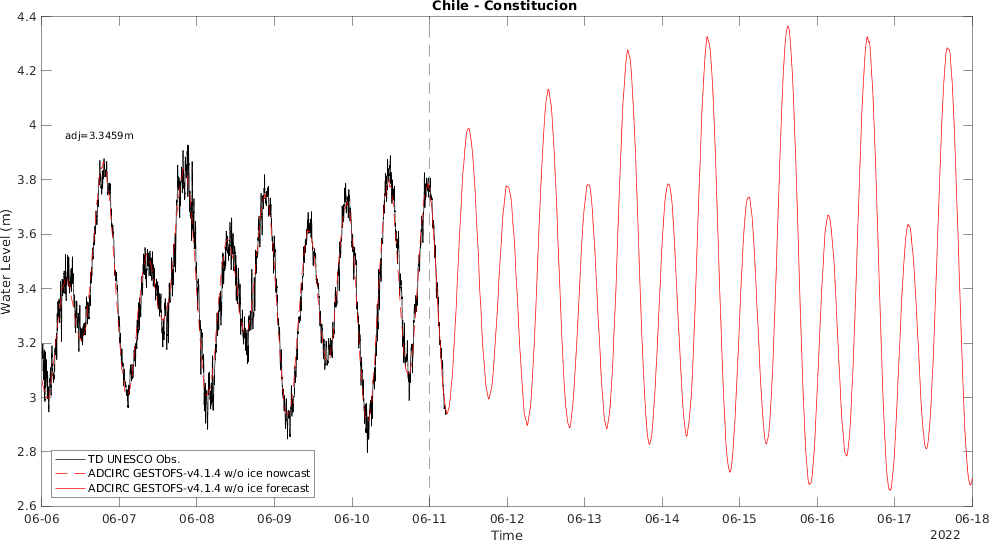 Chile - Constitucion
4.4
4.2
4
3.8
3.6
3.4
3.2
3
2.8
2.6
Water Level (m)
adj=3.3459m
TD UNESCO Obs.
ADCIRC GESTOFS-v4.1.4 w/o ice nowcast
ADCIRC GESTOFS-v4.1.4 w/o ice forecast
06-06 06-07 06-08 06-09 06-10 06-11 06-12 06-13 06-14 06-15 06-16 06-17 06-18
Time
2022